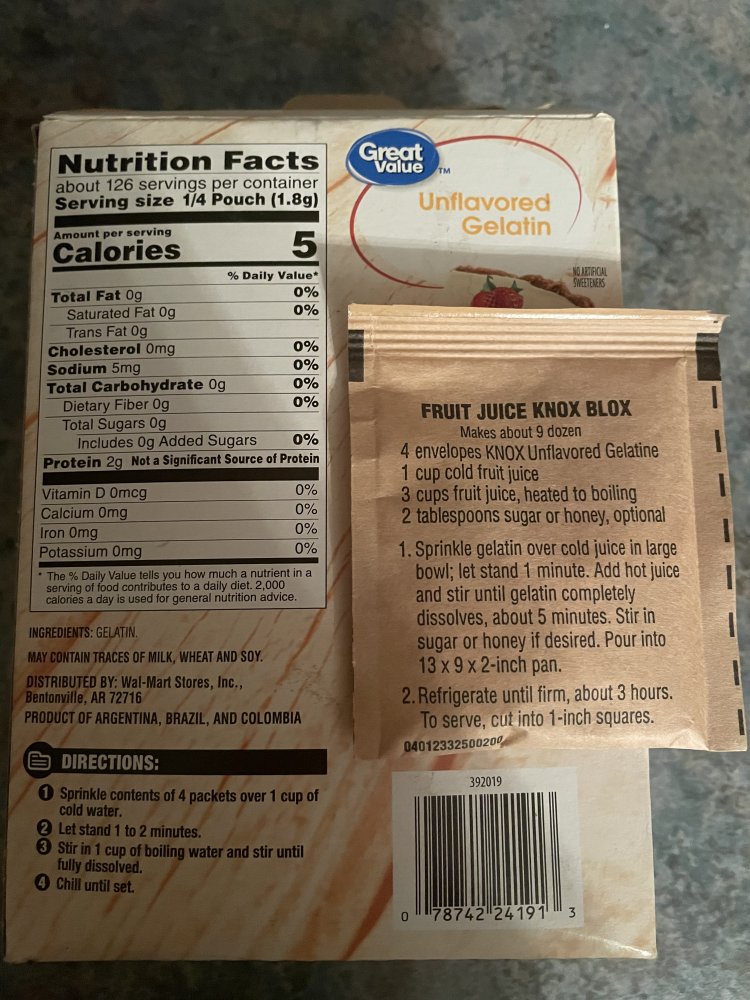 Nutrition Facts
about 126 servings per container
Serving size 1/4 Pouch (1.8g)
Amount per serving
Calories 5
% Daily Value*
Total Fat 0g 0%
Saturated Fat 0g 0%
Trans Fat 0g
Cholesterol 0mg 0%
Sodium 5mg 0%
Total Carbohydrate 0g 0%
Dietary Fiber 0g 0%
Total Sugars 0g
Includes 0g Added Sugars 0%
Protein 2g Not a Significant Source of Protein
Vitamin D 0mcg 0%
Calcium 0mg 0%
Iron 0mg 0%
Potassium 0mg 0%
* The % Daily Value tells you how much a nutrient in a
serving of food contributes to a daily diet. 2,000
calories a day is used for general nutrition advice.
INGREDIENTS: GELATIN.
MAY CONTAIN TRACES OF MILK, WHEAT AND SOY.
DISTRIBUTED BY: Wal-Mart Stores, Inc.,
Bentonville, AR 72716
PRODUCT OF ARGENTINA, BRAZIL, AND COLOMBIA
DIRECTIONS:
1 Sprinkle contents of 4 packets over 1 cup of
cold water.
2 Let stand 1 to 2 minutes.
3 Stir in 1 cup of boiling water and stir until
fully dissolved.
4 Chill until set.
Great
Value TM
Unflavored
Gelatin
NO ARTIFICIAL
SWEETENERS
FRUIT JUICE KNOX BLOX
Makes about 9 dozen
4 envelopes KNOX Unflavored Gelatine
1 cup cold fruit juice
3 cups fruit juice, heated to boiling
2 tablespoons sugar or honey, optional
1. Sprinkle gelatin over cold juice in large
bowl; let stand 1 minute. Add hot juice
and stir until gelatin completely
dissolves, about 5 minutes. Stir in
sugar or honey if desired. Pour into
13 x 9 x 2-inch pan.
2. Refrigerate until firm, about 3 hours.
To serve, cut into 1-inch squares.
04012332500200
392019
0 78742 24191 3